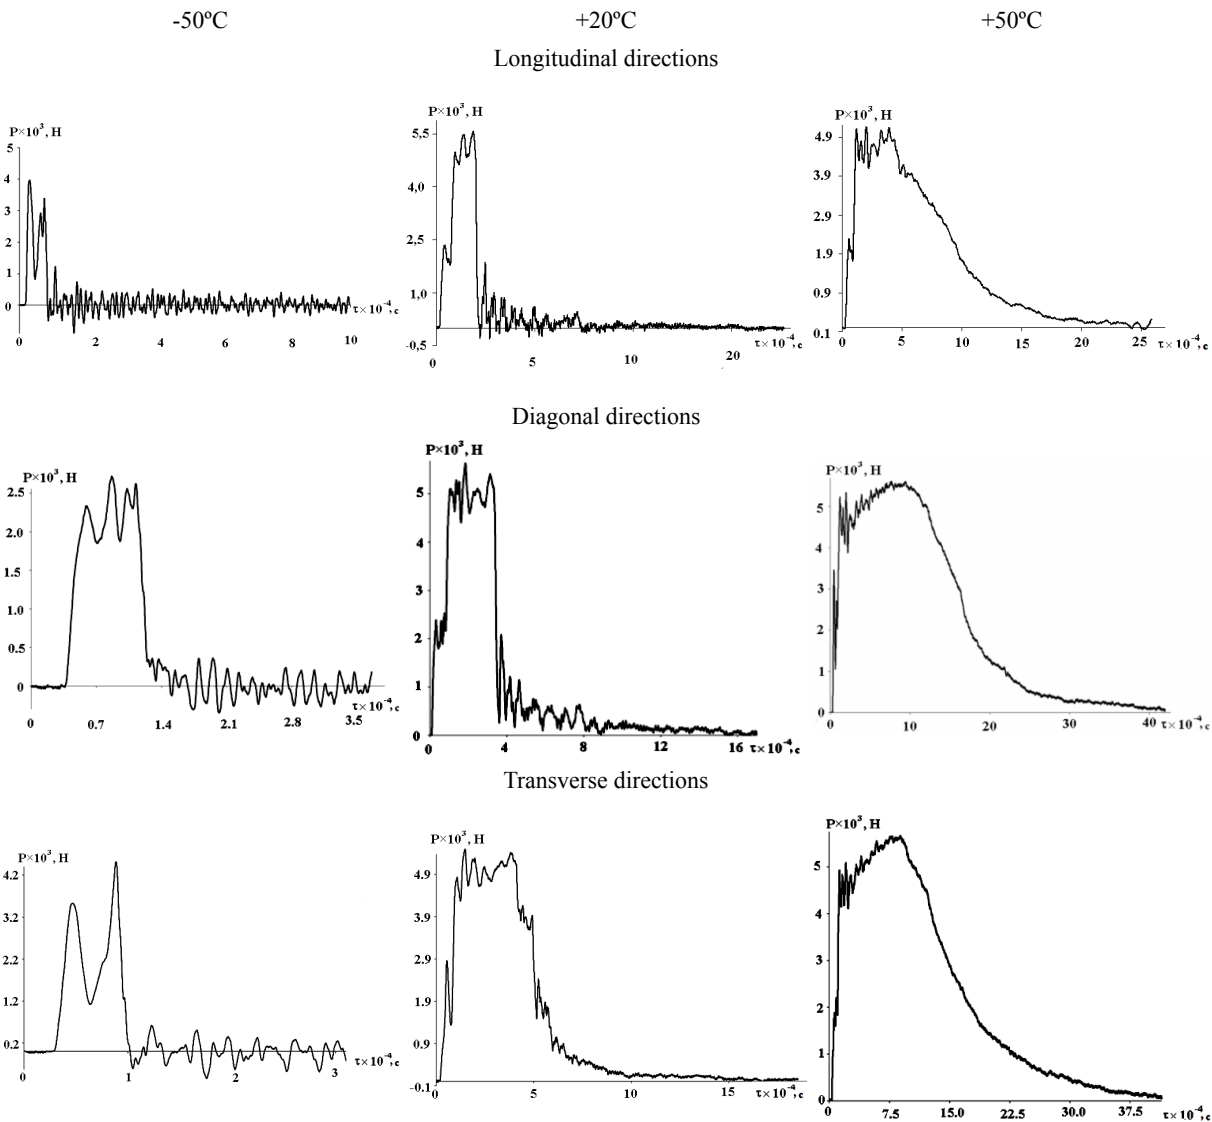 -50ºC +20ºC +50ºC
Longitudinal directions
P×10³, H
5
4
3
2
1
0
0 2 4 6 8 10
τ×10⁻⁴, c
P×10³, H
5,5
4,0
2,5
1,0
-0,5
0 5 10 20
τ×10⁻⁴, c
P×10³, H
4.9
3.9
2.9
1.9
0.9
0.1
0 5 10 15 20 25
τ×10⁻⁴, c
Diagonal directions
P×10³, H
2.5
2.0
1.5
1.0
0.5
0
0 0.7 1.4 2.1 2.8 3.5
τ×10⁻⁴, c
P×10³, H
5
4
3
2
1
0
0 4 8 12 16 τ×10⁻⁴, c
P×10³, H
5
4
3
2
1
0
0 10 20 30 40 τ×10⁻⁴, c
Transverse directions
P×10³, H
4.2
3.2
2.2
1.2
0.2
0 1 2 3
τ×10⁻⁴, c
P×10³, H
4.9
3.9
2.9
1.9
0.9
-0.1
5 10 15 τ×10⁻⁴, c
P×10³, H
5
4
3
2
1
0
0 7.5 15.0 22.5 30.0 37.5
τ×10⁻⁴, c